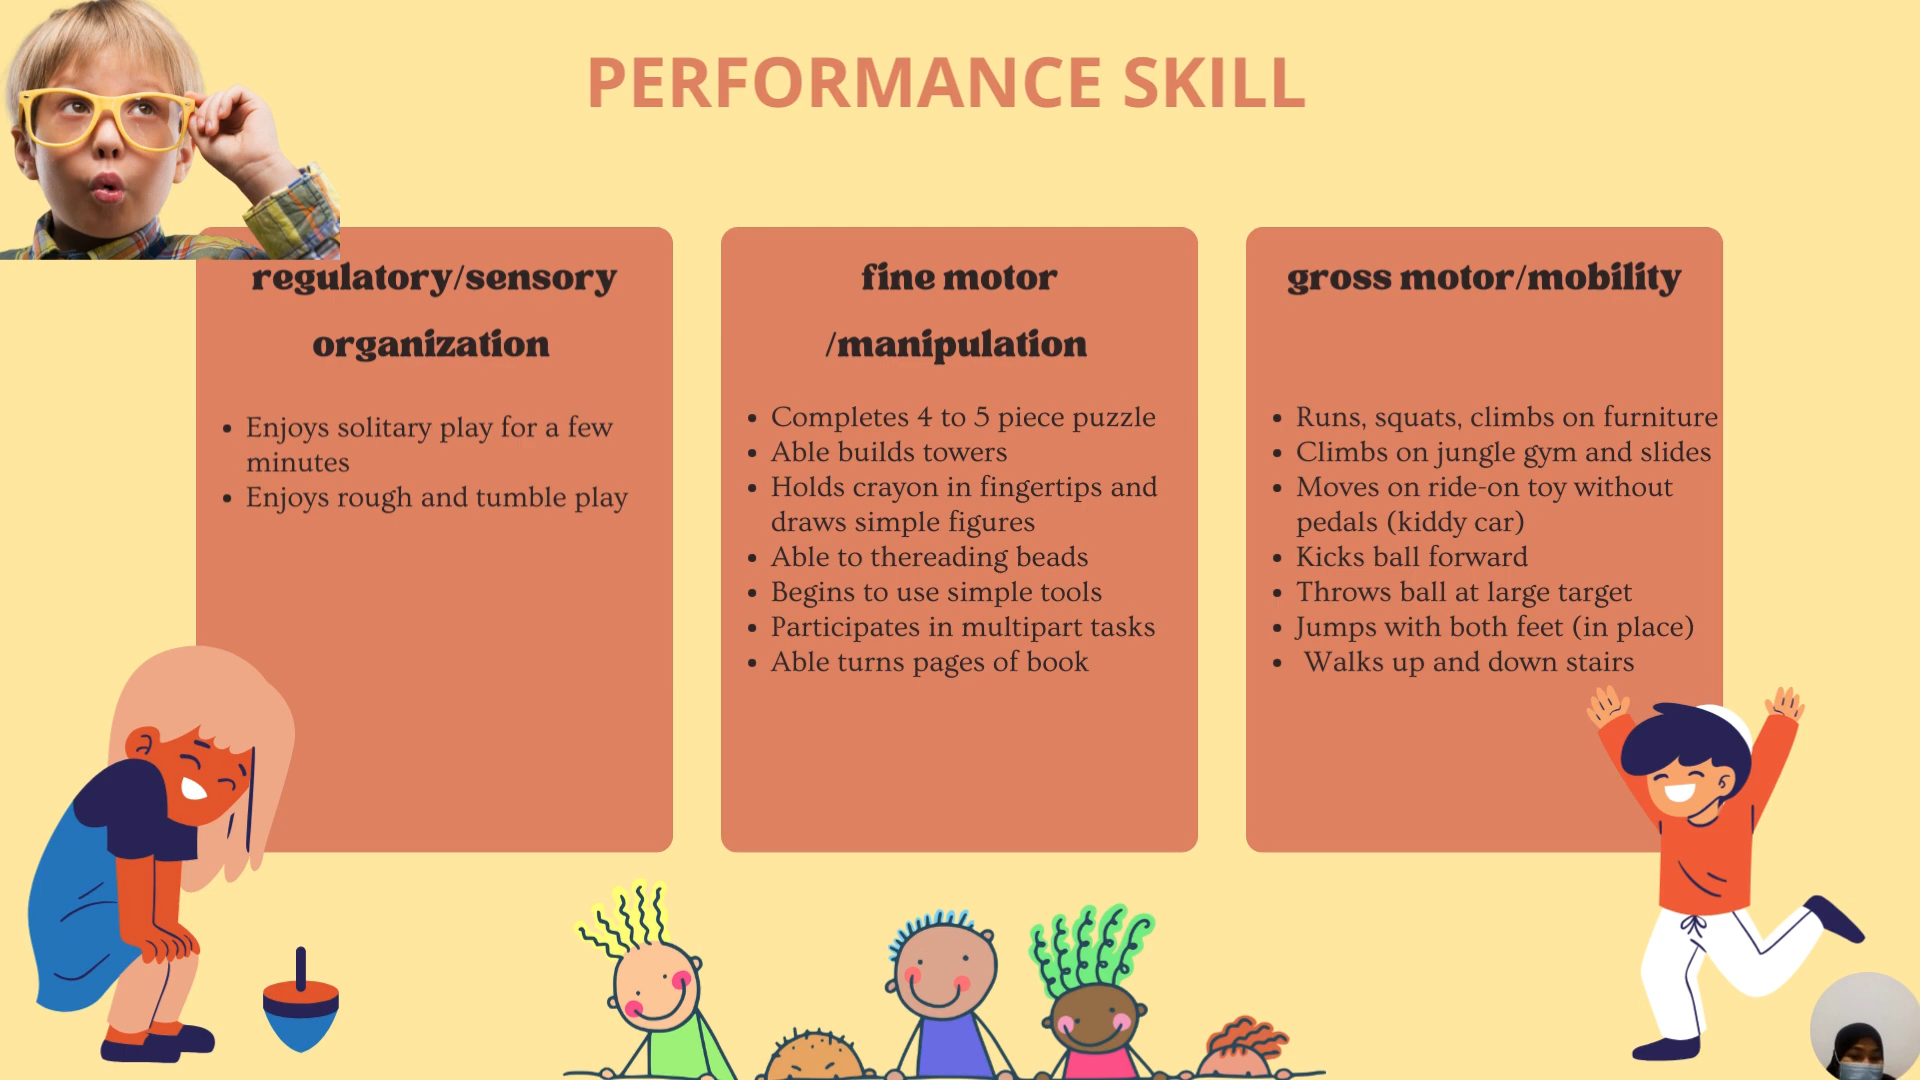 PERFORMANCE SKILL
regulatory/sensory
organization
• Enjoys solitary play for a few
minutes
• Enjoys rough and tumble play
fine motor
/manipulation
• Completes 4 to 5 piece puzzle
• Able builds towers
• Holds crayon in fingertips and
draws simple figures
• Able to thereading beads
• Begins to use simple tools
• Participates in multipart tasks
• Able turns pages of book
gross motor/mobility
• Runs, squats, climbs on furniture
• Climbs on jungle gym and slides
• Moves on ride-on toy without
pedals (kiddy car)
• Kicks ball forward
• Throws ball at large target
• Jumps with both feet (in place)
• Walks up and down stairs